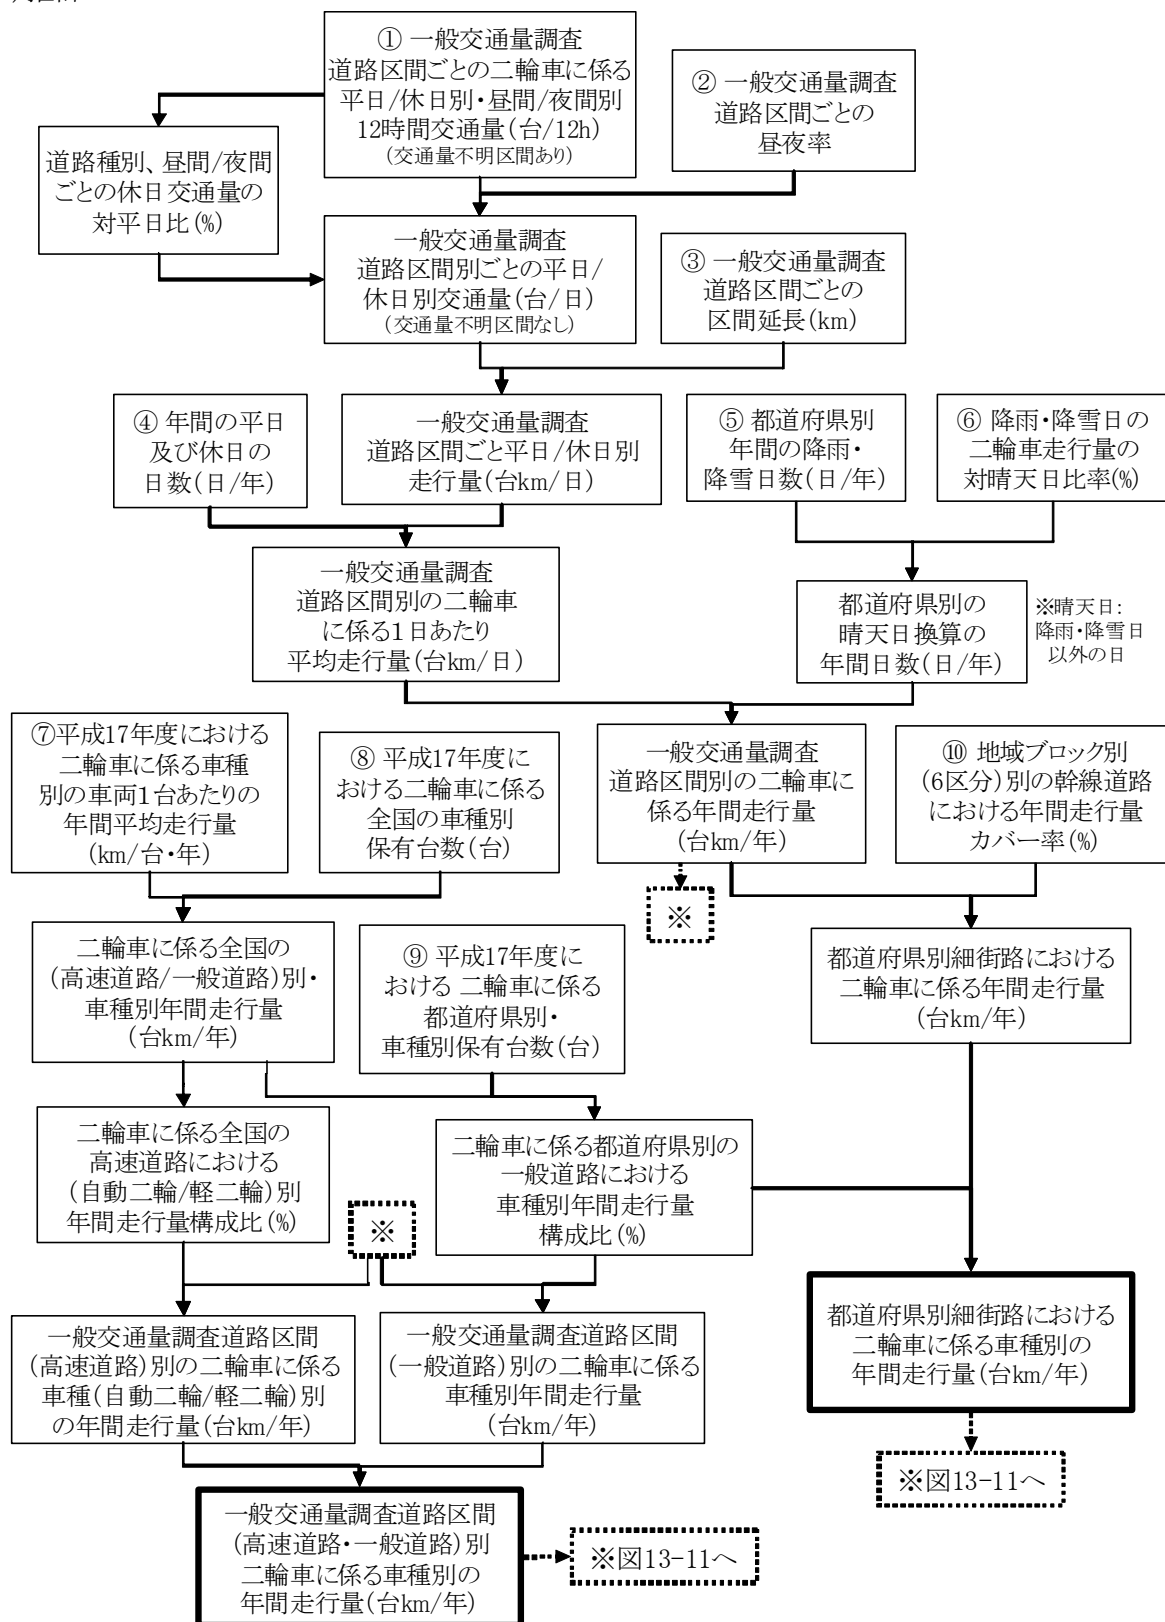 ① 一般交通量調査
道路区間ごとの二輪車に係る
平日/休日別・昼間/夜間別
12時間交通量(台/12h)
(交通量不明区間あり)
② 一般交通量調査
道路区間ごとの
昼夜率
道路種別、昼間/夜間
ごとの休日交通量の
対平日比(%)
一般交通量調査
道路区間別ごとの平日/
休日別交通量(台/日)
(交通量不明区間なし)
③ 一般交通量調査
道路区間ごとの
区間延長(km)
④ 年間の平日
及び休日の
日数(日/年)
一般交通量調査
道路区間ごと平日/休日別
走行量(台km/日)
⑤ 都道府県別
年間の降雨・
降雪日数(日/年)
⑥ 降雨・降雪日の
二輪車走行量の
対晴天日比率(%)
一般交通量調査
道路区間別の二輪車
に係る1日あたり
平均走行量(台km/日)
都道府県別の
晴天日換算の
年間日数(日/年)
※晴天日:
降雨・降雪日
以外の日
⑦平成17年度における
二輪車に係る車種
別の車両1台あたりの
年間平均走行量
(km/台・年)
⑧ 平成17年度に
おける二輪車に係る
全国の車種別
保有台数(台)
一般交通量調査
道路区間別の二輪車に
係る年間走行量
(台km/年)
⑩ 地域ブロック別
(6区分)別の幹線道路
における年間走行量
カバー率(%)
※
二輪車に係る全国の
(高速道路/一般道路)別・
車種別年間走行量
(台km/年)
⑨ 平成17年度に
おける 二輪車に係る
都道府県別・
車種別保有台数(台)
都道府県別細街路における
二輪車に係る年間走行量
(台km/年)
二輪車に係る全国の
高速道路における
(自動二輪/軽二輪)別
年間走行量構成比(%)
※
二輪車に係る都道府県別の
一般道路における
車種別年間走行量
構成比(%)
一般交通量調査道路区間
(高速道路)別の二輪車に係る
車種(自動二輪/軽二輪)別
の年間走行量(台km/年)
一般交通量調査道路区間
(一般道路)別の二輪車に係る
車種別年間走行量
(台km/年)
都道府県別細街路における
二輪車に係る車種別の
年間走行量(台km/年)
※図13-11へ
一般交通量調査道路区間
(高速道路・一般道路)別
二輪車に係る車種別の
年間走行量(台km/年)
※図13-11へ